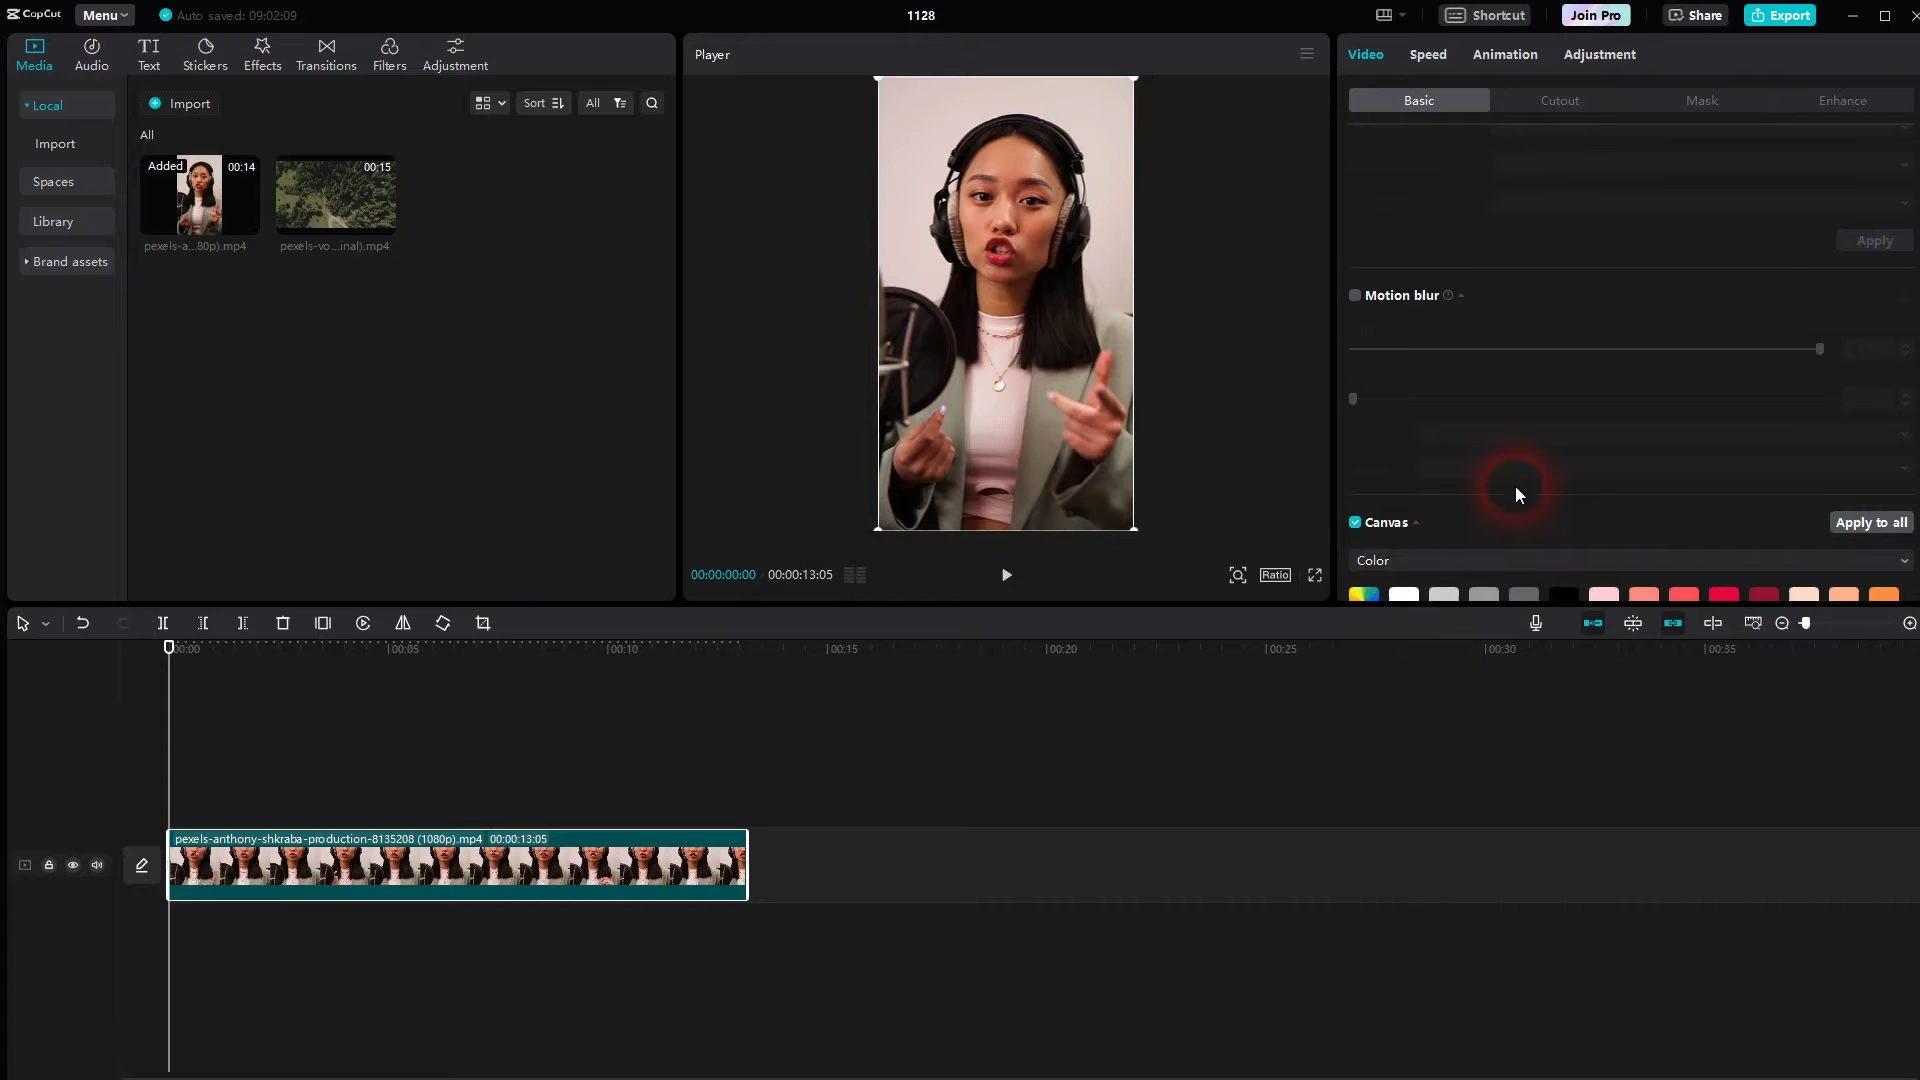 CapCut
Menu
Auto saved: 09:02:09
1128
Shortcut
Join Pro
Share
Export
Media
Audio
TI
Text
Stickers
Effects
Transitions
Filters
Adjustment
Player
Video
Speed
Animation
Adjustment
Local
Import
Spaces
Library
Brand assets
Import
Sort
All
All
Added
00:14
pexels-a...80p).mp4
00:15
pexels-vo...inal).mp4
00:00:00:00
00:00:13:05
Ratio
Basic
Cutout
Mask
Enhance
Apply
Motion blur
Canvas
Apply to all
Color
00:00
00:05
00:10
00:15
00:20
00:25
00:30
00:35
pexels-anthony-shkraba-production-8135208 (1080p).mp4 00:00:13:05